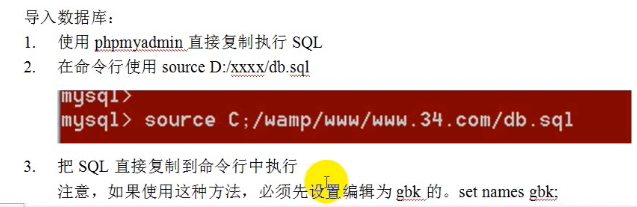 导入数据库：
1. 使用 phpmyadmin 直接复制执行 SQL
2. 在命令行使用 source D:/xxxx/db.sql
mysql>
mysql> source C;/wamp/www/www.34.com/db.sql
3. 把 SQL 直接复制到命令行中执行
注意，如果使用这种方法，必须先设置编辑为 gbk 的。set names gbk;